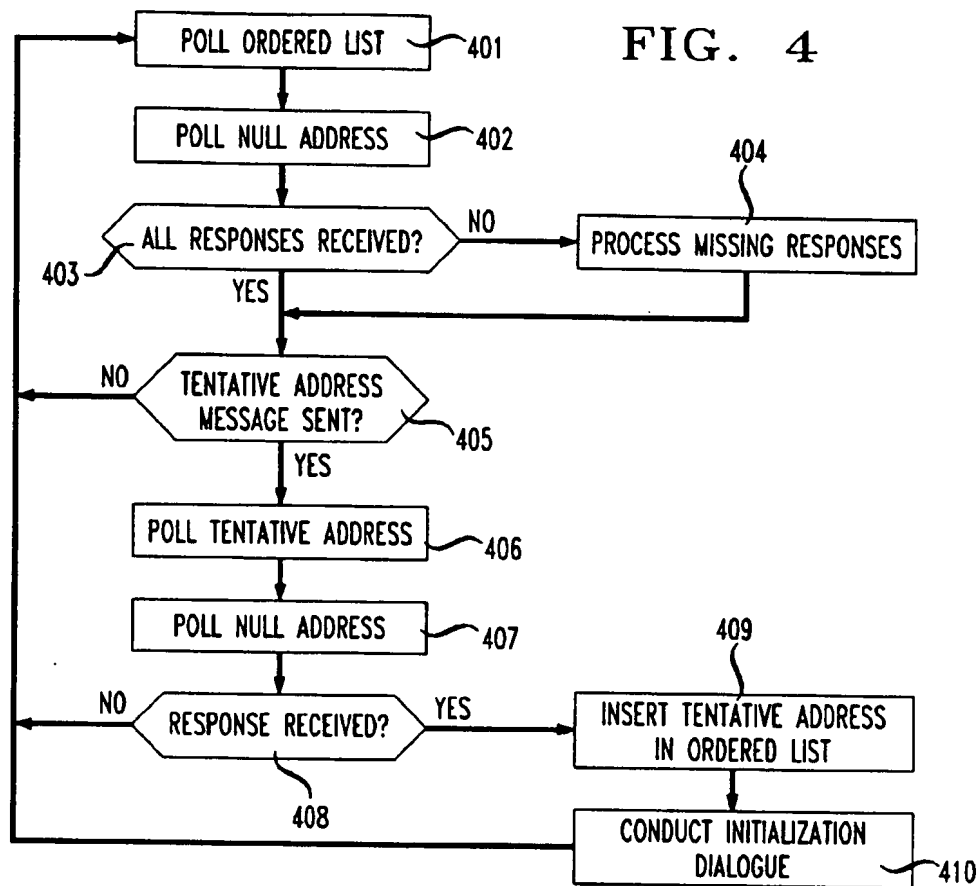 FIG. 4
POLL ORDERED LIST
401
POLL NULL ADDRESS
402
404
ALL RESPONSES RECEIVED?
403
NO
PROCESS MISSING RESPONSES
YES
NO
TENTATIVE ADDRESS
MESSAGE SENT?
405
YES
POLL TENTATIVE ADDRESS
406
POLL NULL ADDRESS
407
409
NO
RESPONSE RECEIVED?
YES
408
INSERT TENTATIVE ADDRESS
IN ORDERED LIST
CONDUCT INITIALIZATION
DIALOGUE
410